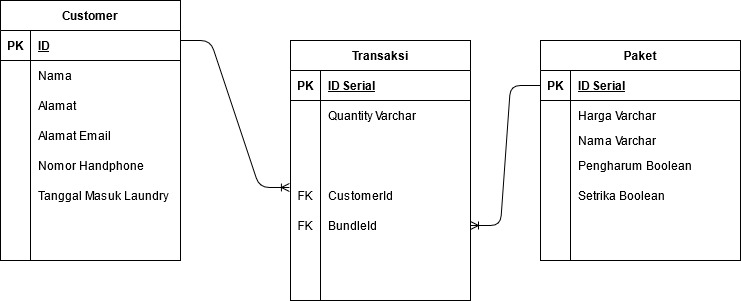 Customer
PK ID
Nama
Alamat
Alamat Email
Nomor Handphone
Tanggal Masuk Laundry
Transaksi
PK ID Serial
Quantity Varchar
FK CustomerId
FK BundleId
Paket
PK ID Serial
Harga Varchar
Nama Varchar
Pengharum Boolean
Setrika Boolean